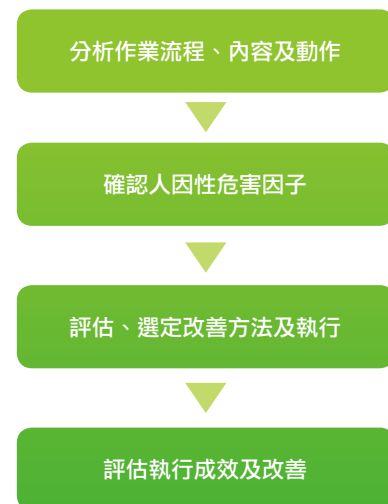 分析作業流程、內容及動作
確認人因性危害因子
評估、選定改善方法及執行
評估執行成效及改善